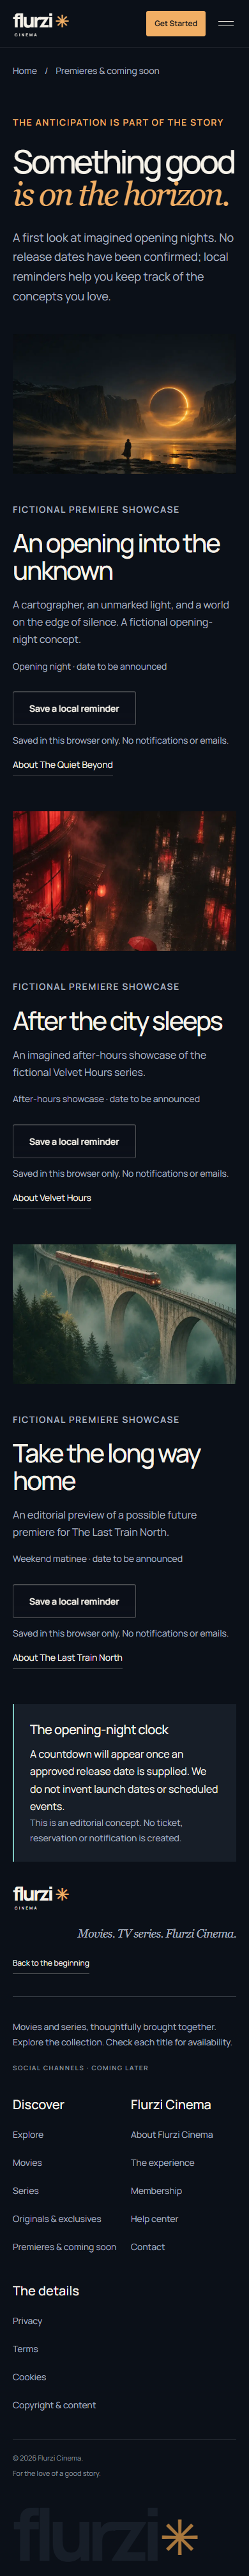 flurzi
CINEMA
Get Started
Home / Premieres & coming soon
THE ANTICIPATION IS PART OF THE STORY
Something good
is on the horizon.
A first look at imagined opening nights. No
release dates have been confirmed; local
reminders help you keep track of the
concepts you love.
FICTIONAL PREMIERE SHOWCASE
An opening into the
unknown
A cartographer, an unmarked light, and a world
on the edge of silence. A fictional opening-
night concept.
Opening night · date to be announced
Save a local reminder
Saved in this browser only. No notifications or emails.
About The Quiet Beyond
FICTIONAL PREMIERE SHOWCASE
After the city sleeps
An imagined after-hours showcase of the
fictional Velvet Hours series.
After-hours showcase · date to be announced
Save a local reminder
Saved in this browser only. No notifications or emails.
About Velvet Hours
FICTIONAL PREMIERE SHOWCASE
Take the long way
home
An editorial preview of a possible future
premiere for The Last Train North.
Weekend matinee · date to be announced
Save a local reminder
Saved in this browser only. No notifications or emails.
About The Last Train North
The opening-night clock
A countdown will appear once an
approved release date is supplied. We
do not invent launch dates or scheduled
events.
This is an editorial concept. No ticket,
reservation or notification is created.
flurzi
CINEMA
Movies. TV series. Flurzi Cinema.
Back to the beginning
Movies and series, thoughtfully brought together.
Explore the collection. Check each title for availability.
SOCIAL CHANNELS · COMING LATER
Discover
Explore
Movies
Series
Originals & exclusives
Premieres & coming soon
Flurzi Cinema
About Flurzi Cinema
The experience
Membership
Help center
Contact
The details
Privacy
Terms
Cookies
Copyright & content
© 2026 Flurzi Cinema.
For the love of a good story.
flurzi